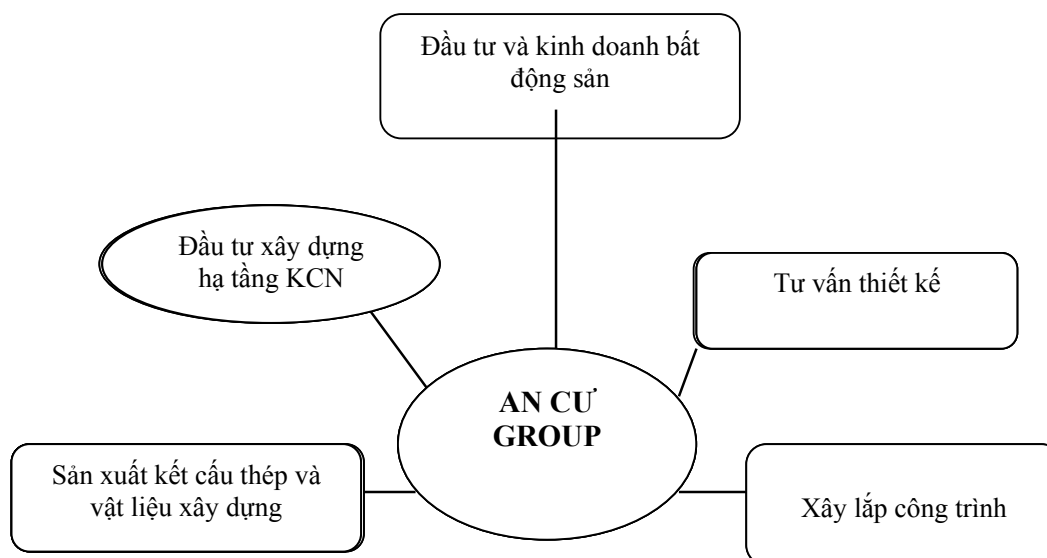 Đầu tư và kinh doanh bất
động sản
Đầu tư xây dựng
hạ tầng KCN
Tư vấn thiết kế
AN CƯ
GROUP
Sản xuất kết cấu thép và
vật liệu xây dựng
Xây lắp công trình